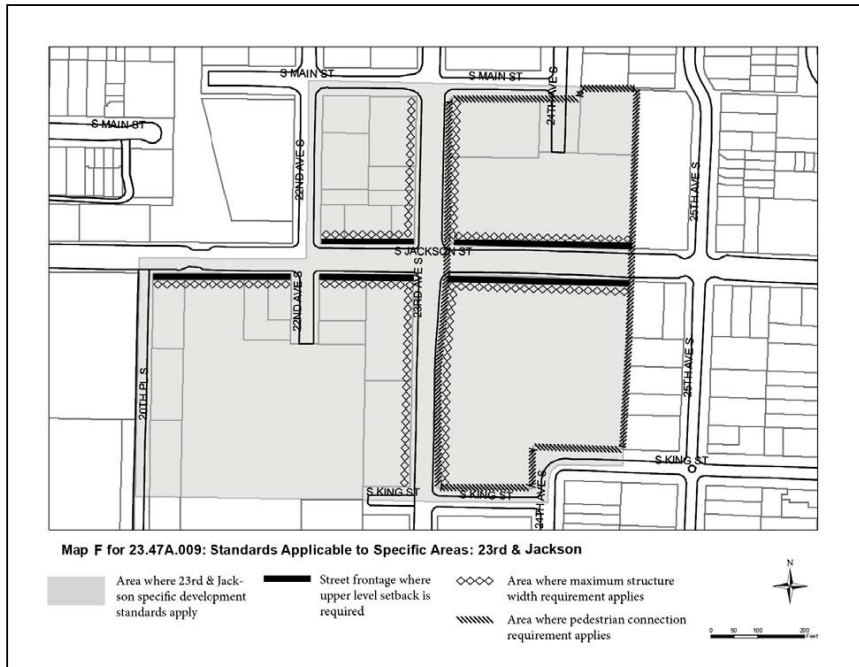 S MAIN ST
S MAIN ST
S MAIN ST
24TH AVE S
22ND AVE S
25TH AVE S
S JACKSON ST
23RD AVE S
22ND AVE S
20TH PL S
25TH AVE S
S KING ST
S KING ST
S KING ST
24TH AVE S
Map F for 23.47A.009: Standards Applicable to Specific Areas: 23rd & Jackson
Area where 23rd & Jack-
son specific development
standards apply
Street frontage where
upper level setback is
required
Area where maximum structure
width requirement applies
Area where pedestrian connection
requirement applies
N
0 50 100 200
Feet